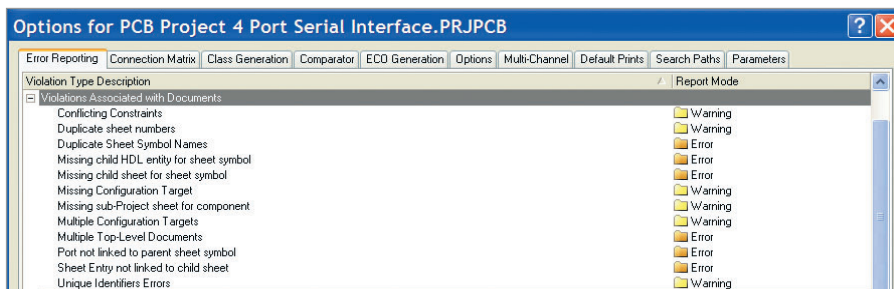 Options for PCB Project 4 Port Serial Interface.PRJPCB
Error Reporting Connection Matrix Class Generation Comparator ECO Generation Options Multi-Channel Default Prints Search Paths Parameters
Violation Type Description Report Mode
Violations Associated with Documents
Conflicting Constraints Warning
Duplicate sheet numbers Warning
Duplicate Sheet Symbol Names Error
Missing child HDL entity for sheet symbol Error
Missing child sheet for sheet symbol Error
Missing Configuration Target Warning
Missing sub-Project sheet for component Warning
Multiple Configuration Targets Warning
Multiple Top-Level Documents Error
Port not linked to parent sheet symbol Error
Sheet Entry not linked to child sheet Error
Unique Identifiers Errors Warning